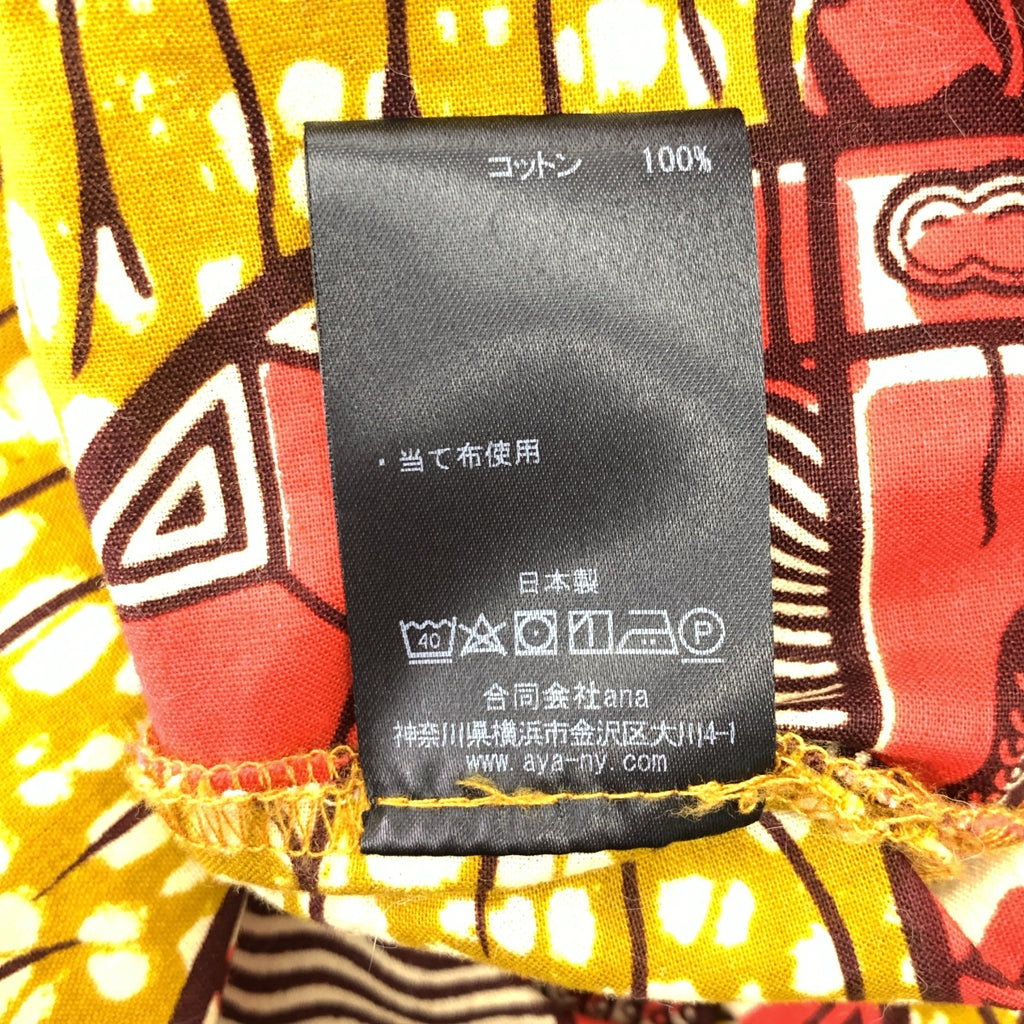 コットン 100%
・当て布使用
日本製
40 P
合同会社ana
神奈川県横浜市金沢区大川4-1
www.aya-ny.com